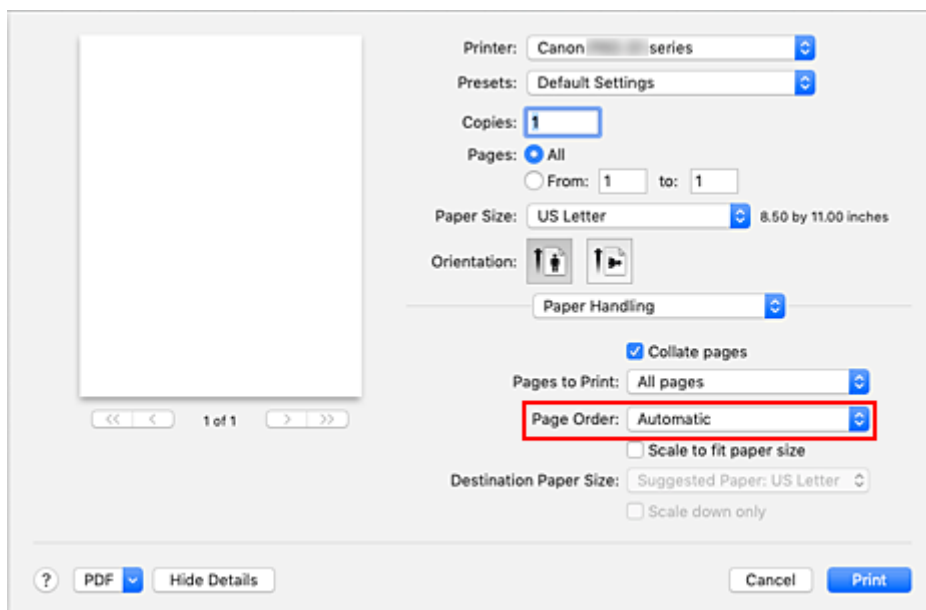 Printer: Canon series
Presets: Default Settings
Copies: 1
Pages: All
From: 1 to: 1
Paper Size: US Letter 8.50 by 11.00 inches
Orientation:
Paper Handling
Collate pages
Pages to Print: All pages
<< < 1 of 1 > >>
Page Order: Automatic
Scale to fit paper size
Destination Paper Size: Suggested Paper: US Letter
Scale down only
? PDF Hide Details Cancel Print